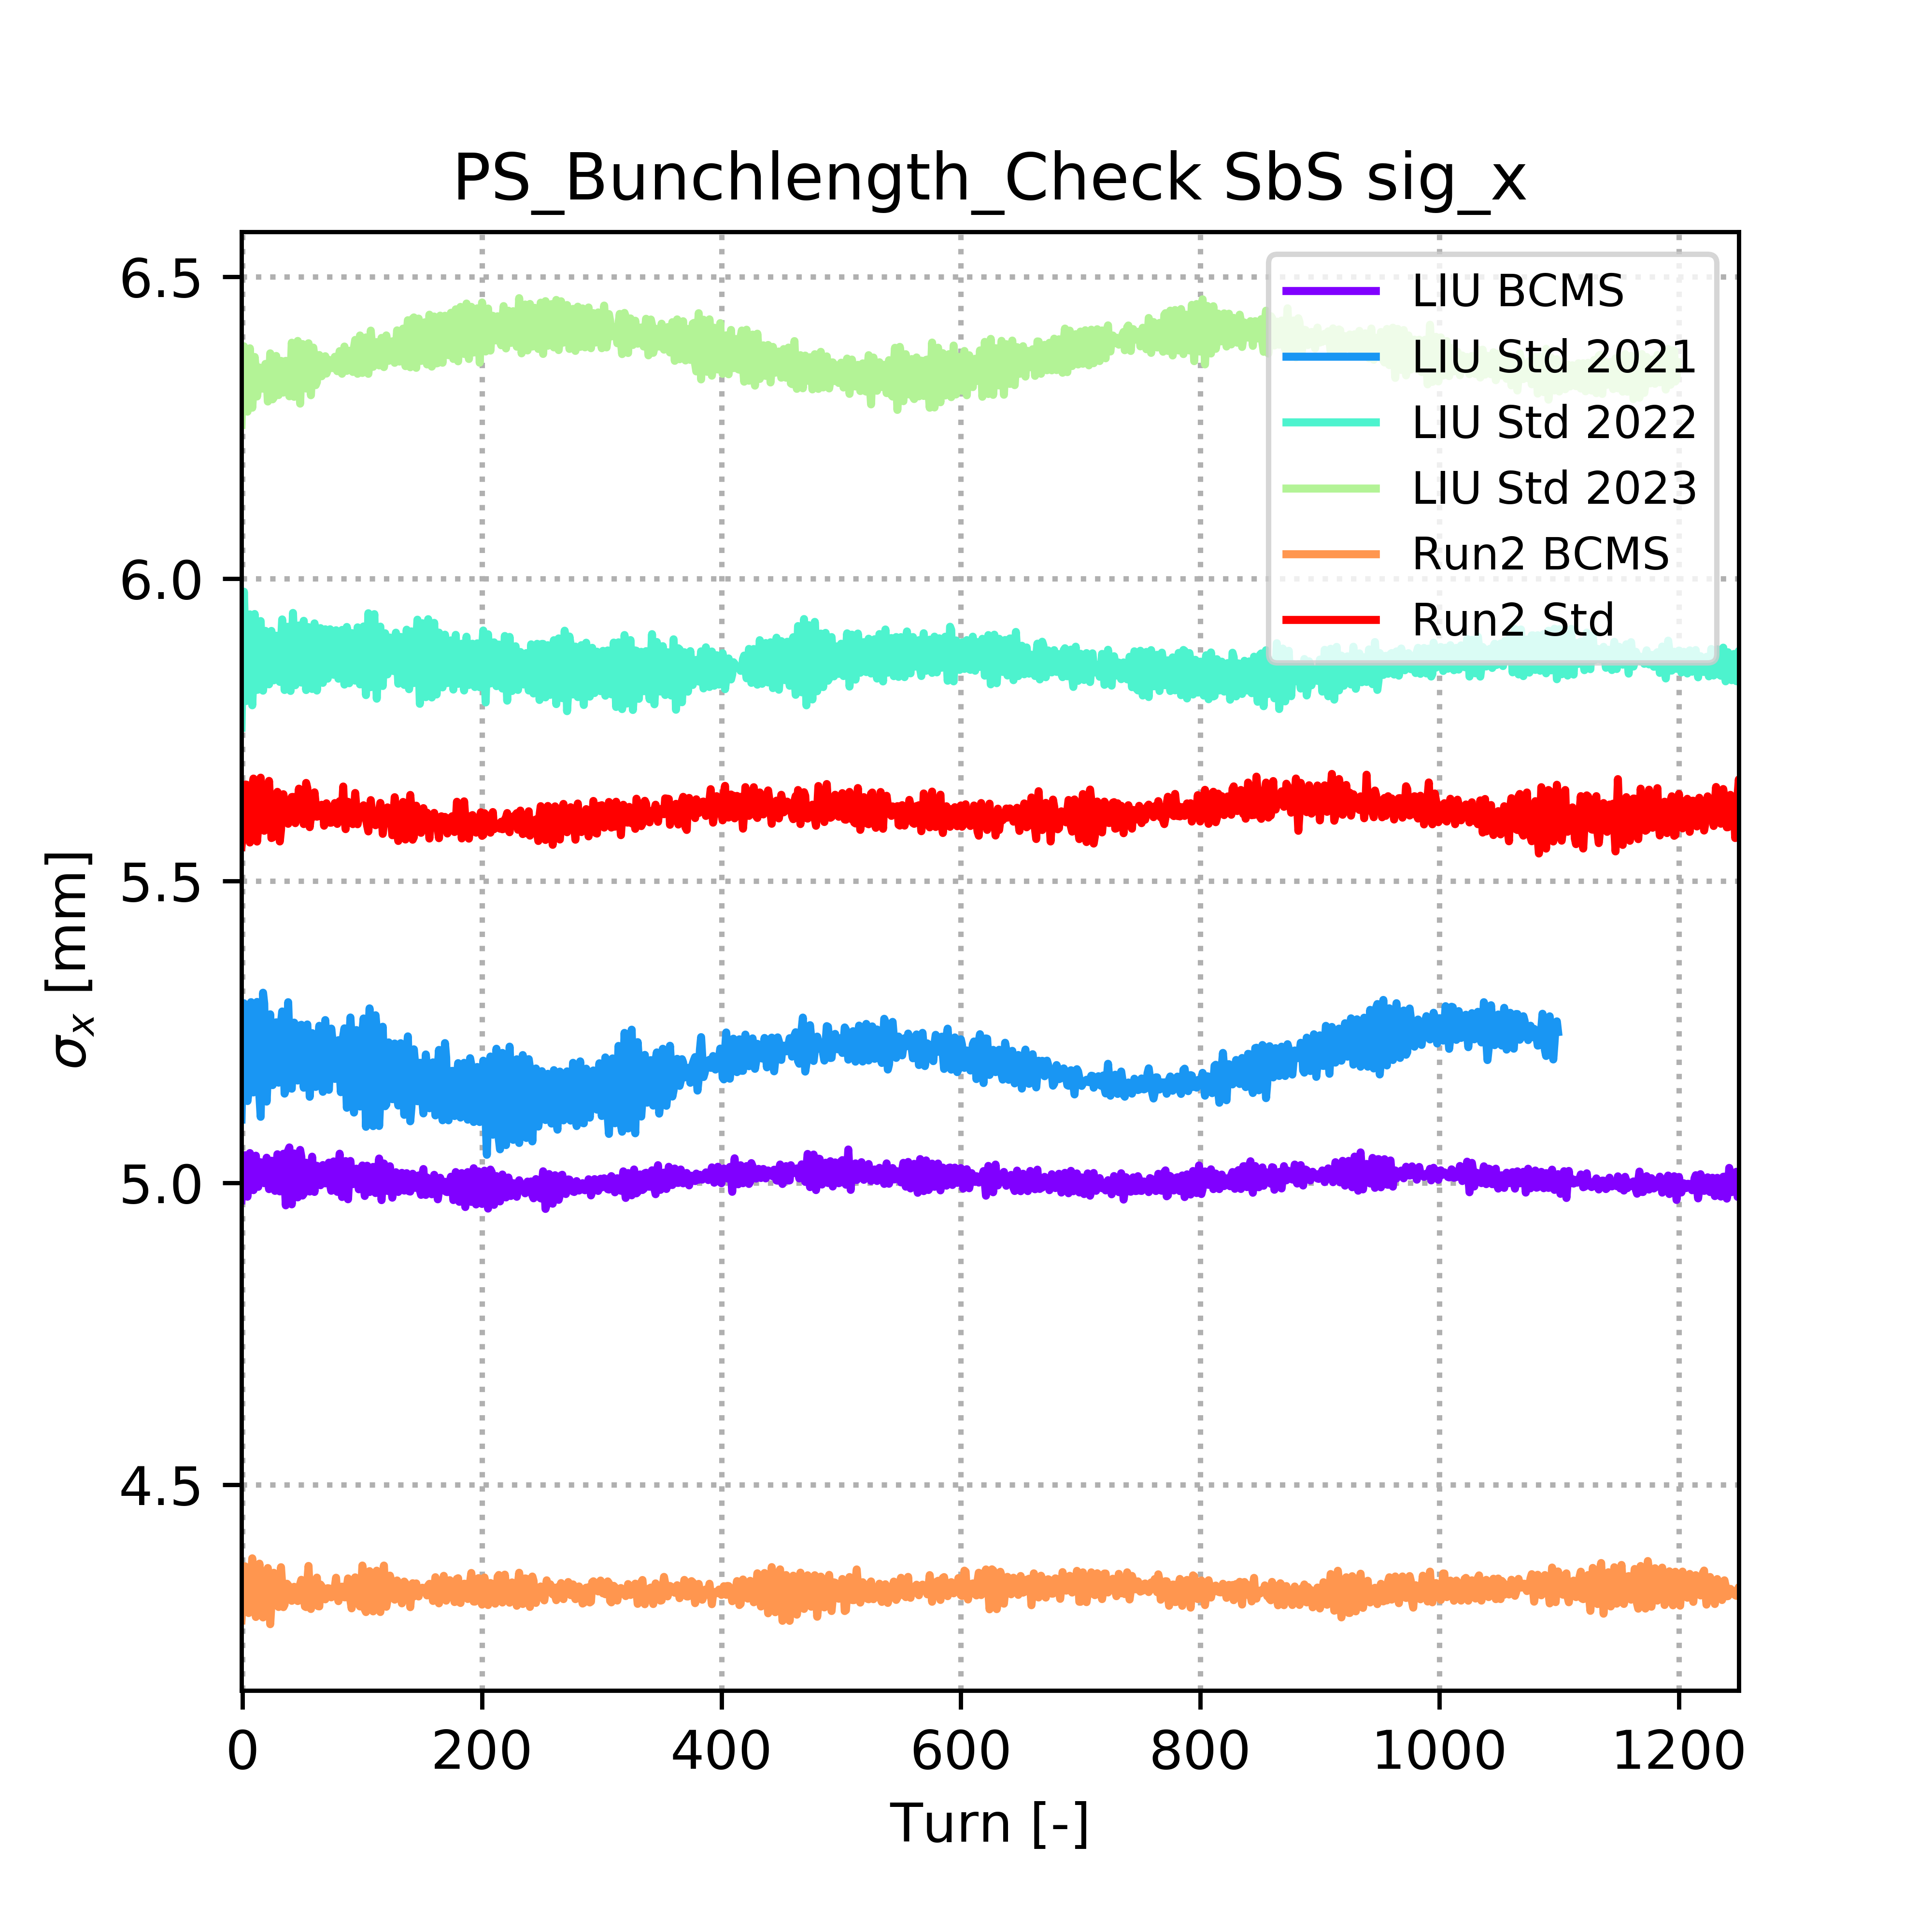 PS_Bunchlength_Check SbS sig_x
6.5
6.0
5.5
5.0
4.5
σx [mm]
LIU BCMS
LIU Std 2021
LIU Std 2022
LIU Std 2023
Run2 BCMS
Run2 Std
0 200 400 600 800 1000 1200
Turn [-]